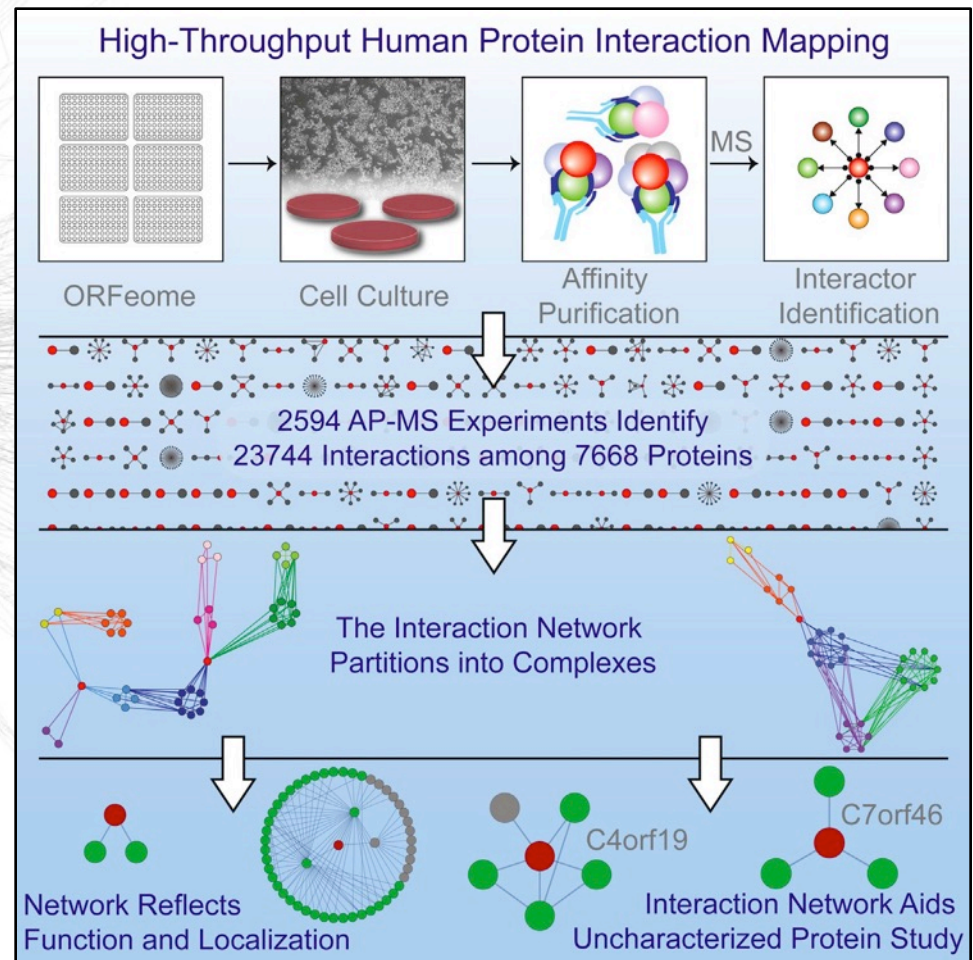 High-Throughput Human Protein Interaction Mapping
MS
ORFeome
Cell Culture
Affinity
Purification
Interactor
Identification
2594 AP-MS Experiments Identify
23744 Interactions among 7668 Proteins
The Interaction Network
Partitions into Complexes
C4orf19
C7orf46
Network Reflects
Function and Localization
Interaction Network Aids
Uncharacterized Protein Study